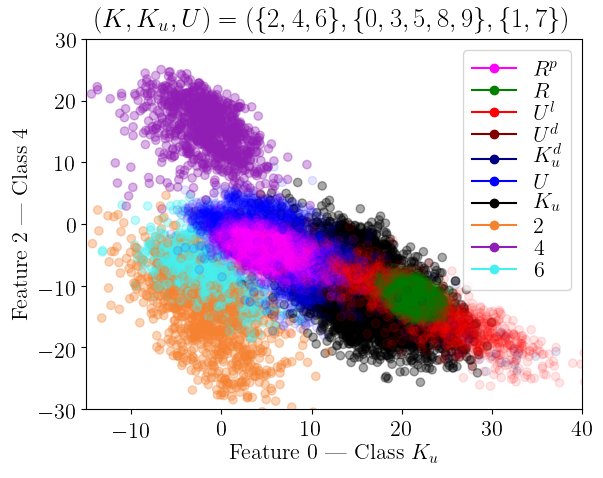 (K, K_u, U) = ({2, 4, 6}, {0, 3, 5, 8, 9}, {1, 7})
30
20
10
0
−10
−20
−30
Feature 2 — Class 4
R^p
R
U^l
U^d
K_u^d
U
K_u
2
4
6
−10
0
10
20
30
40
Feature 0 — Class K_u